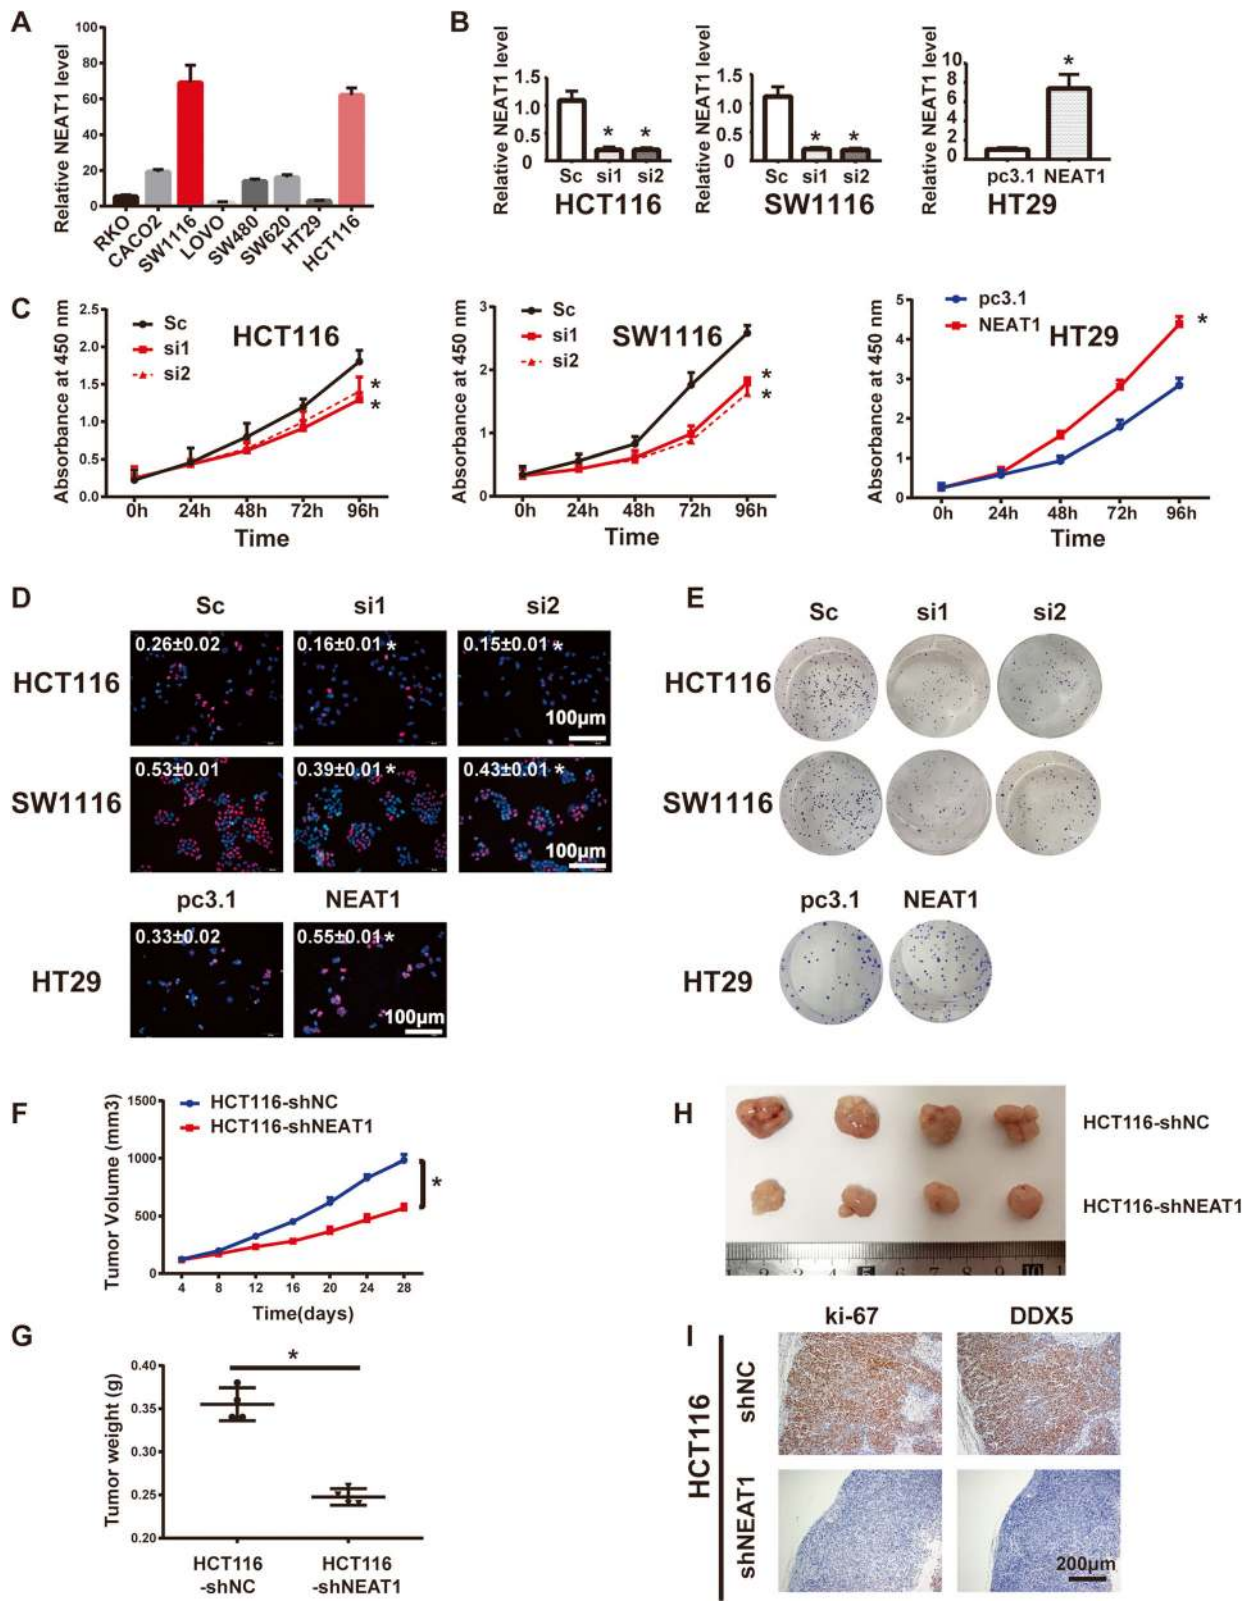 A
Relative NEAT1 level
100
80
60
40
20
0
RKO
CACO2
SW1116
LOVO
SW480
SW620
HT29
HCT116
B
Relative NEAT1 level
1.5
1.0
0.5
0
* *
Sc si1 si2
HCT116
Relative NEAT1 level
1.5
1.0
0.5
0
* *
Sc si1 si2
SW1116
Relative NEAT1 level
10
8
6
4
2
0
*
pc3.1 NEAT1
HT29
C
Absorbance at 450 nm
2.5
2.0
1.5
1.0
0.5
0.0
Sc
si1
si2
HCT116
*
*
0h 24h 48h 72h 96h
Time
Absorbance at 450 nm
3
2
1
0
Sc
si1
si2
SW1116
*
*
0h 24h 48h 72h 96h
Time
Absorbance at 450 nm
5
4
3
2
1
0
pc3.1
NEAT1
HT29
*
0h 24h 48h 72h 96h
Time
D
Sc si1 si2
HCT116
0.26±0.02 0.16±0.01 * 0.15±0.01 *
100μm
SW1116
0.53±0.01 0.39±0.01 * 0.43±0.01 *
100μm
pc3.1 NEAT1
HT29
0.33±0.02 0.55±0.01 *
100μm
E
Sc si1 si2
HCT116
SW1116
pc3.1 NEAT1
HT29
F
Tumor Volume (mm3)
1500
1000
500
0
HCT116-shNC
HCT116-shNEAT1
*
4 8 12 16 20 24 28
Time(days)
G
Tumor weight (g)
0.40
0.35
0.30
0.25
0.20
*
HCT116
-shNC
HCT116
-shNEAT1
H
HCT116-shNC
HCT116-shNEAT1
1 2 3 4 5 6 7 8 9 10 1
I
ki-67 DDX5
HCT116
shNC
shNEAT1
200μm